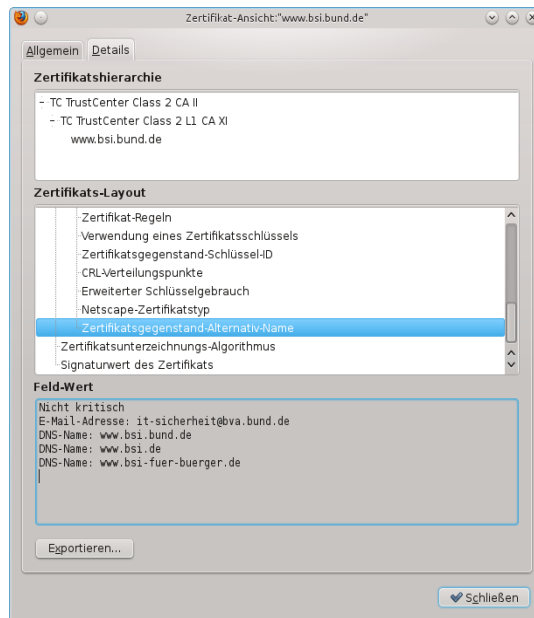 Zertifikat-Ansicht:"www.bsi.bund.de"
Allgemein Details
Zertifikatshierarchie
TC TrustCenter Class 2 CA II
TC TrustCenter Class 2 L1 CA XI
www.bsi.bund.de
Zertifikats-Layout
Zertifikat-Regeln
Verwendung eines Zertifikatsschlüssels
Zertifikatsgegenstand-Schlüssel-ID
CRL-Verteilungspunkte
Erweiterter Schlüsselgebrauch
Netscape-Zertifikatstyp
Zertifikatsgegenstand-Alternativ-Name
Zertifikatsunterzeichnungs-Algorithmus
Signaturwert des Zertifikats
Feld-Wert
Nicht kritisch
E-Mail-Adresse: it-sicherheit@bva.bund.de
DNS-Name: www.bsi.bund.de
DNS-Name: www.bsi.de
DNS-Name: www.bsi-fuer-buerger.de
Exportieren...
Schließen